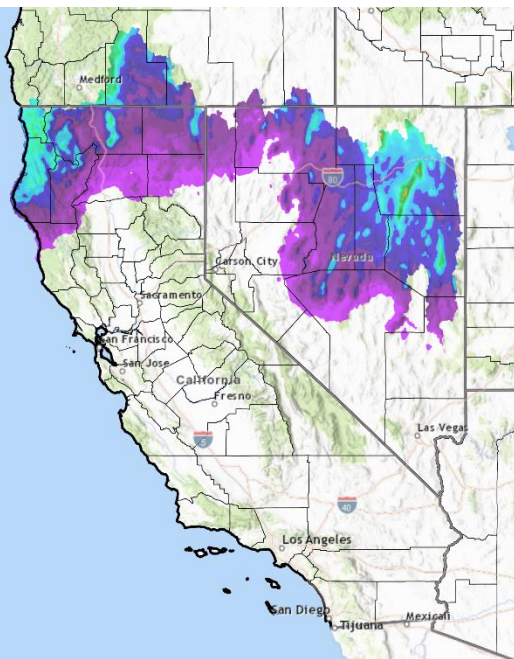 Medford
80
Nevada
Carson City
Sacramento
San Francisco
San Jose
California
Fresno
5
Las Vegas
40
Los Angeles
San Diego
Tijuana
Mexicali